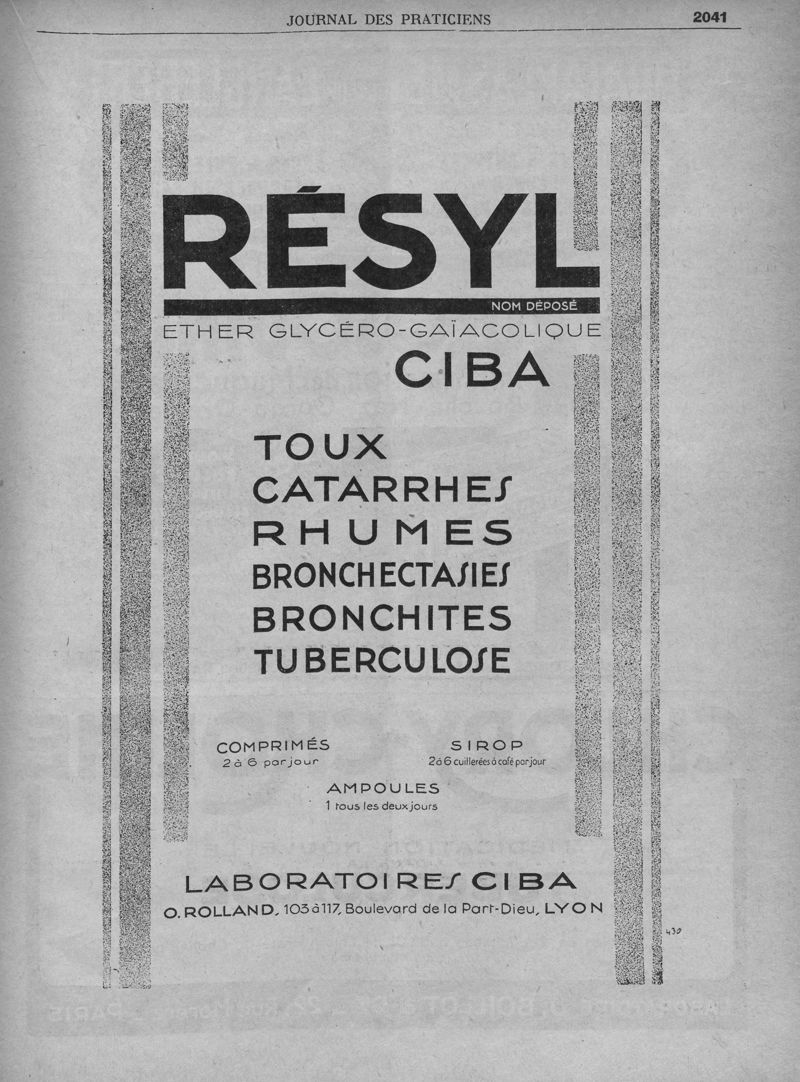 JOURNAL DES PRATICIENS 2041
RÉSYL
NOM DÉPOSÉ
ETHER GLYCÉRO-GAÏACOLIQUE
CIBA
TOUX
CATARRHES
RHUMES
BRONCHECTASIES
BRONCHITES
TUBERCULOSE
COMPRIMÉS
2 à 6 par jour
SIROP
2 à 6 cuillerées à café par jour
AMPOULES
1 tous les deux jours
LABORATOIRES CIBA
O. ROLLAND, 103 à 117, Boulevard de la Part-Dieu, LYON
430